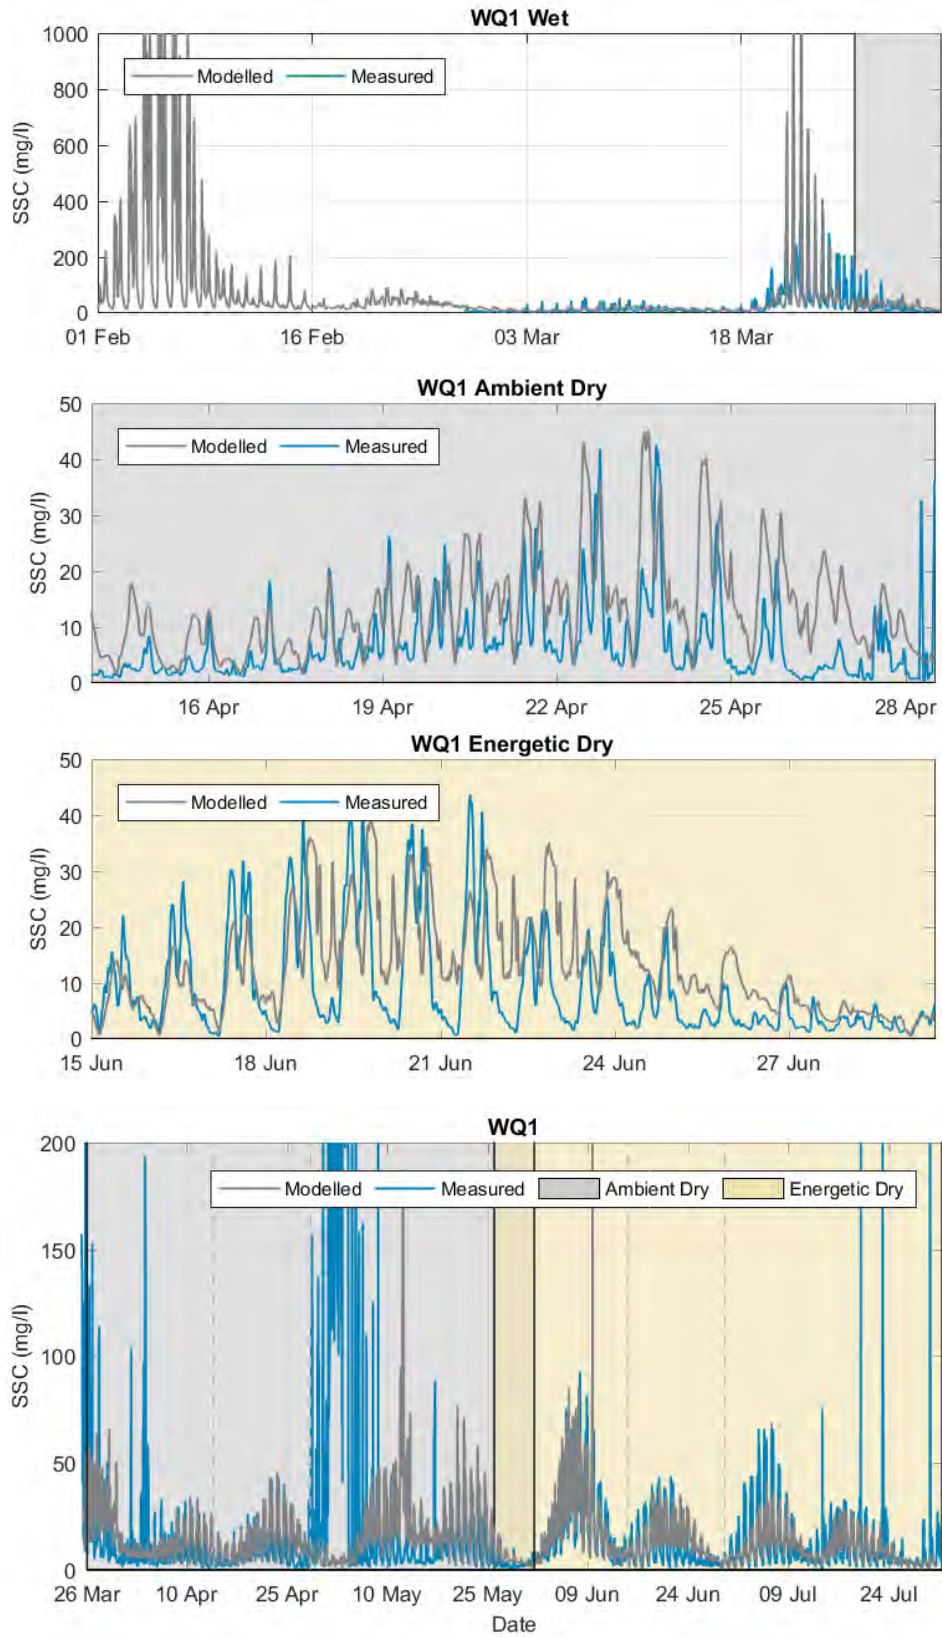 WQ1 Wet
1000
800
600
400
200
0
SSC (mg/l)
Modelled Measured
01 Feb 16 Feb 03 Mar 18 Mar
WQ1 Ambient Dry
50
40
30
20
10
0
SSC (mg/l)
Modelled Measured
16 Apr 19 Apr 22 Apr 25 Apr 28 Apr
WQ1 Energetic Dry
50
40
30
20
10
0
SSC (mg/l)
Modelled Measured
15 Jun 18 Jun 21 Jun 24 Jun 27 Jun
WQ1
200
150
100
50
0
SSC (mg/l)
Modelled Measured Ambient Dry Energetic Dry
26 Mar 10 Apr 25 Apr 10 May 25 May 09 Jun 24 Jun 09 Jul 24 Jul
Date